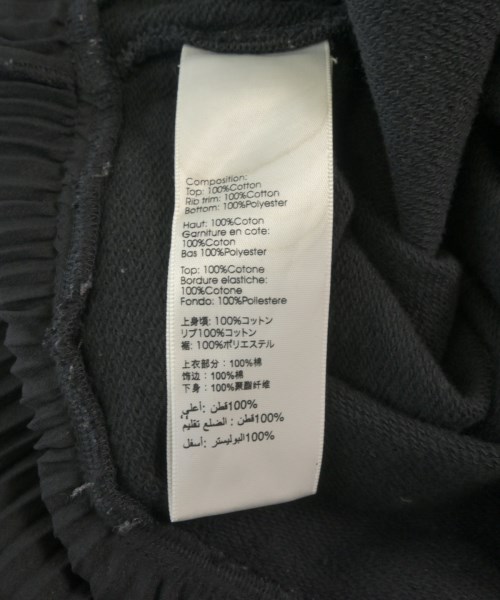 Composition:
Top: 100%Cotton
Rip trim: 100%Cotton
Bottom: 100%Polyester
Haut: 100%Coton
Garniture en cote:
100%Coton
Bas 100%Polyester
Top: 100%Cotone
Bordure elastiche:
100%Cotone
Fondo: 100%Poliestere
上身頃: 100%コットン
リブ100%コットン
裾: 100%ポリエステル
上衣部分：100%棉
饰边：100%棉
下身：100%聚酯纤维
100%قطن :أعلي
100%قطن : الضلع تقليم
100%البوليستر :أسفل